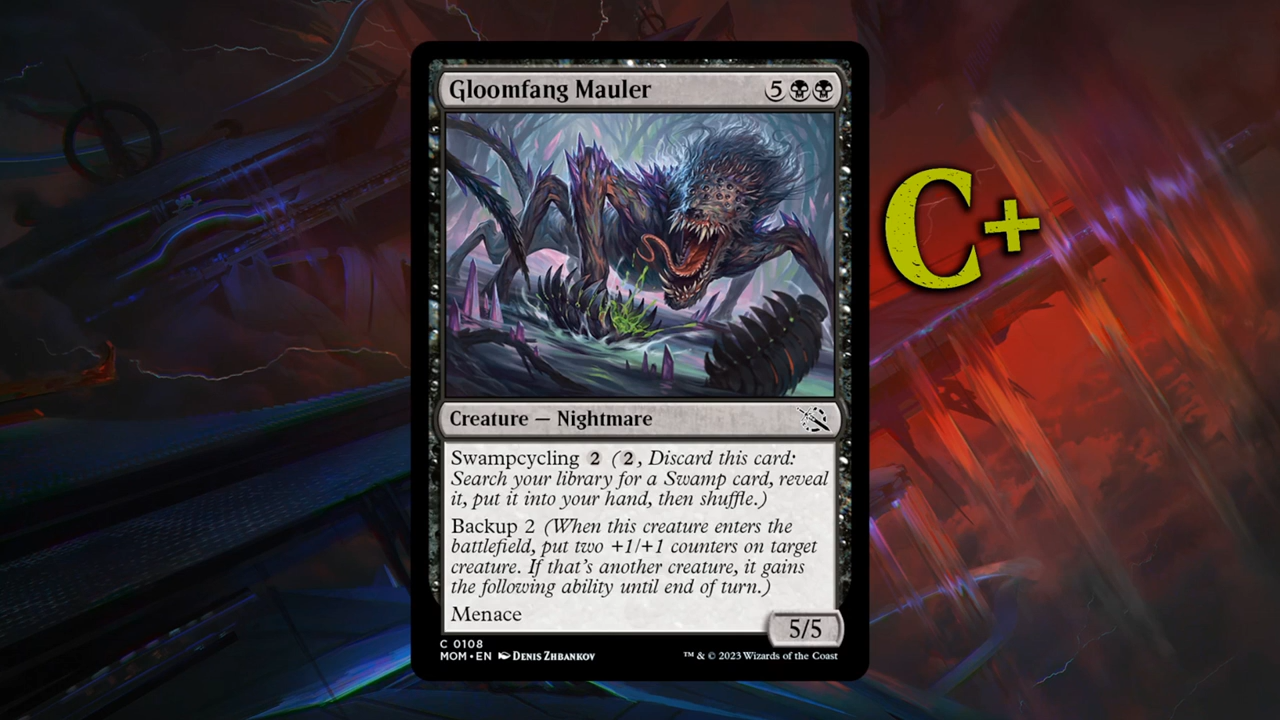 Gloomfang Mauler 5
C+
Creature — Nightmare
Swampcycling 2 (2, Discard this card:
Search your library for a Swamp card, reveal
it, put it into your hand, then shuffle.)
Backup 2 (When this creature enters the
battlefield, put two +1/+1 counters on target
creature. If that's another creature, it gains
the following ability until end of turn.)
Menace
5/5
C 0108
MOM • EN Denis Zhbankov
™ & © 2023 Wizards of the Coast